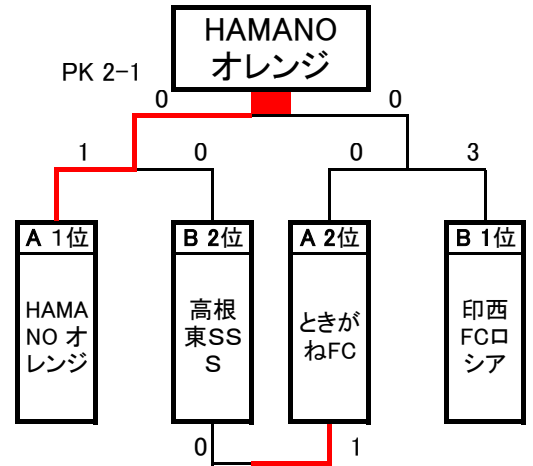 HAMANO
オレンジ
PK 2-1
0 0
1 0 0 3
A 1位 B 2位 A 2位 B 1位
HAMA
NO オ
レンジ
高根
東SS
S
ときが
ねFC
印西
FCロ
シア
0 1